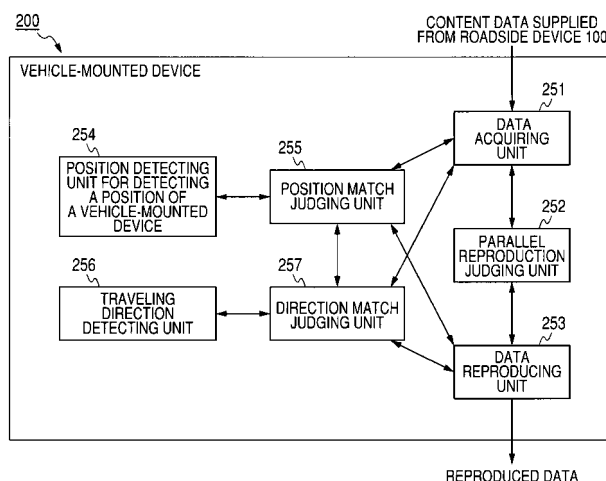 200
CONTENT DATA SUPPLIED
FROM ROADSIDE DEVICE 100
VEHICLE-MOUNTED DEVICE
251
DATA
ACQUIRING
UNIT
254
POSITION DETECTING
UNIT FOR DETECTING
A POSITION OF
A VEHICLE-MOUNTED
DEVICE
255
POSITION MATCH
JUDGING UNIT
252
PARALLEL
REPRODUCTION
JUDGING UNIT
256
TRAVELING
DIRECTION
DETECTING UNIT
257
DIRECTION MATCH
JUDGING UNIT
253
DATA
REPRODUCING
UNIT
REPRODUCED DATA